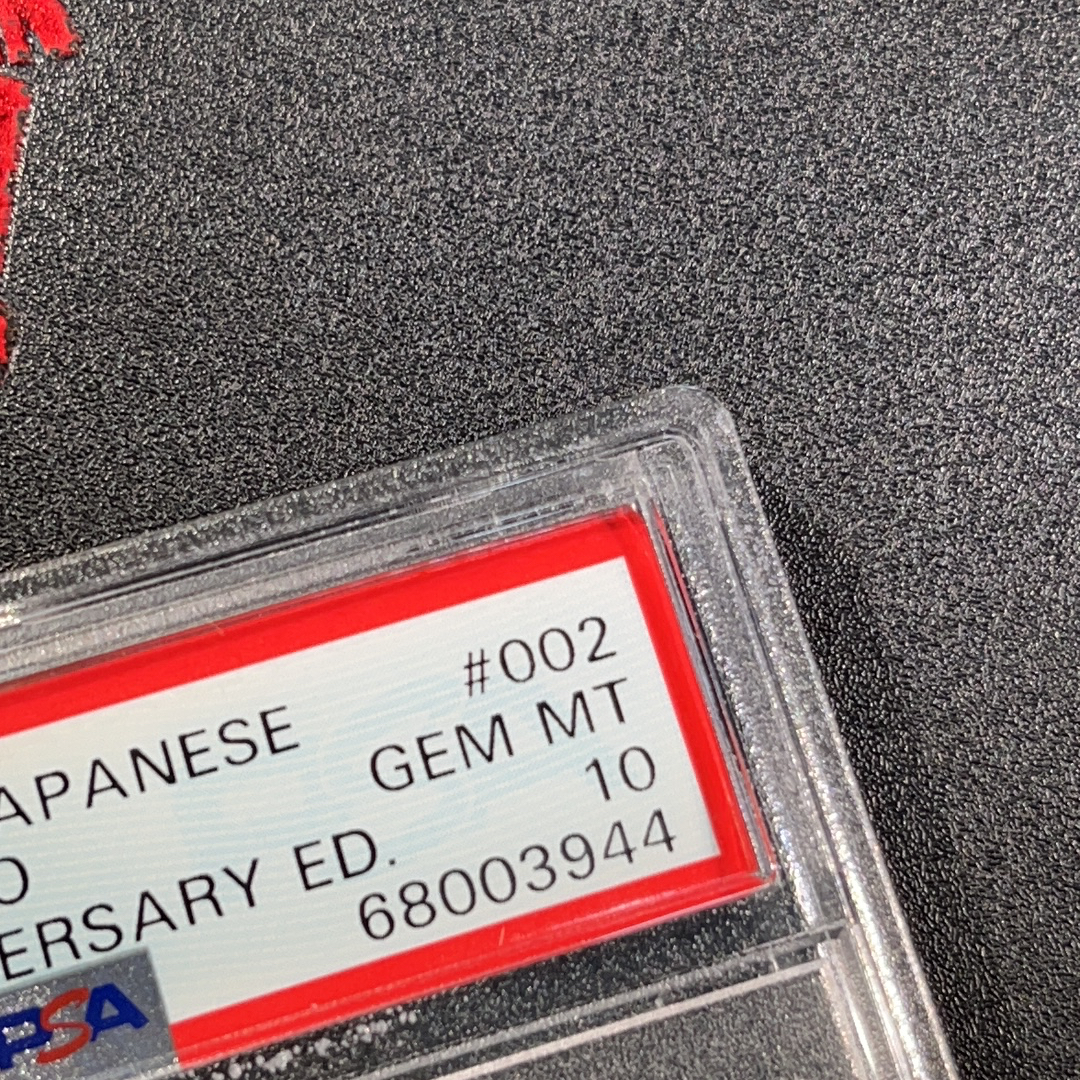 #002
APANESE GEM MT
O 10
ERSARY ED. 68003944
PSA